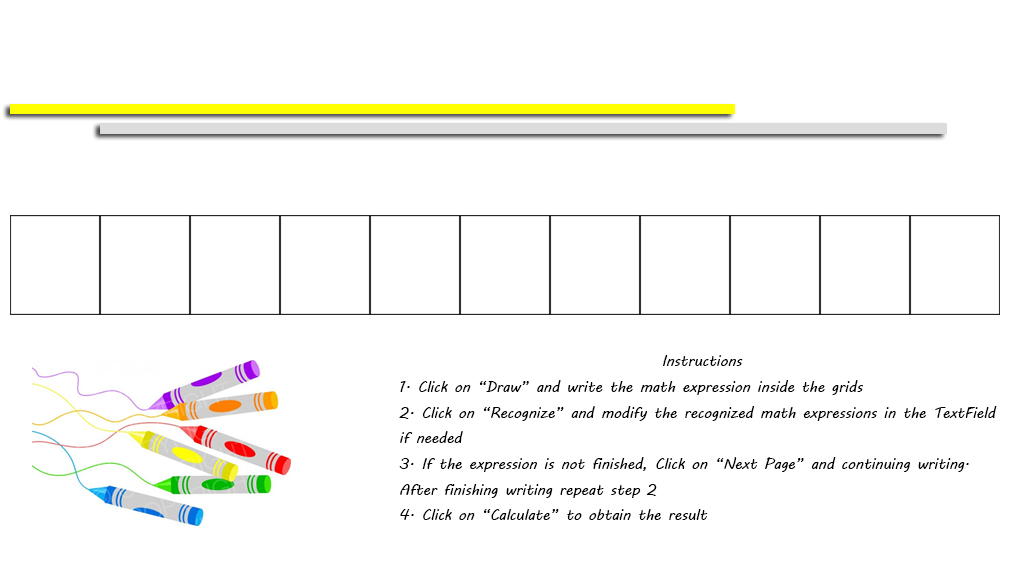 Instructions
1. Click on “Draw” and write the math expression inside the grids
2. Click on “Recognize” and modify the recognized math expressions in the TextField
if needed
3. If the expression is not finished, Click on “Next Page” and continuing writing.
After finishing writing repeat step 2
4. Click on “Calculate” to obtain the result